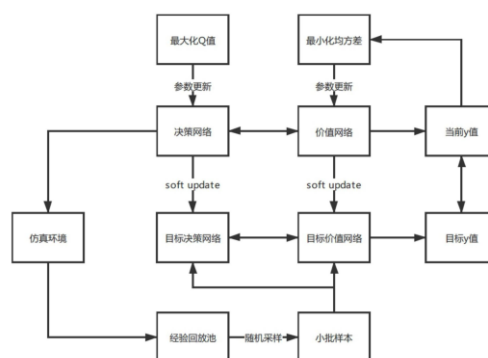 最大化Q值
最小化均方差
参数更新
参数更新
决策网络
价值网络
当前y值
soft update
soft update
仿真环境
目标决策网络
目标价值网络
目标y值
经验回放池
随机采样
小批样本